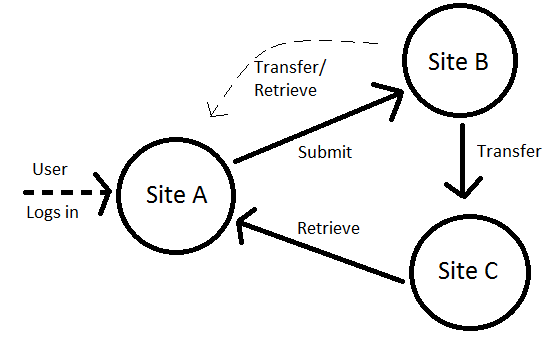 Site B
Transfer/
Retrieve
Submit
Transfer
User
Logs in
Site A
Retrieve
Site C